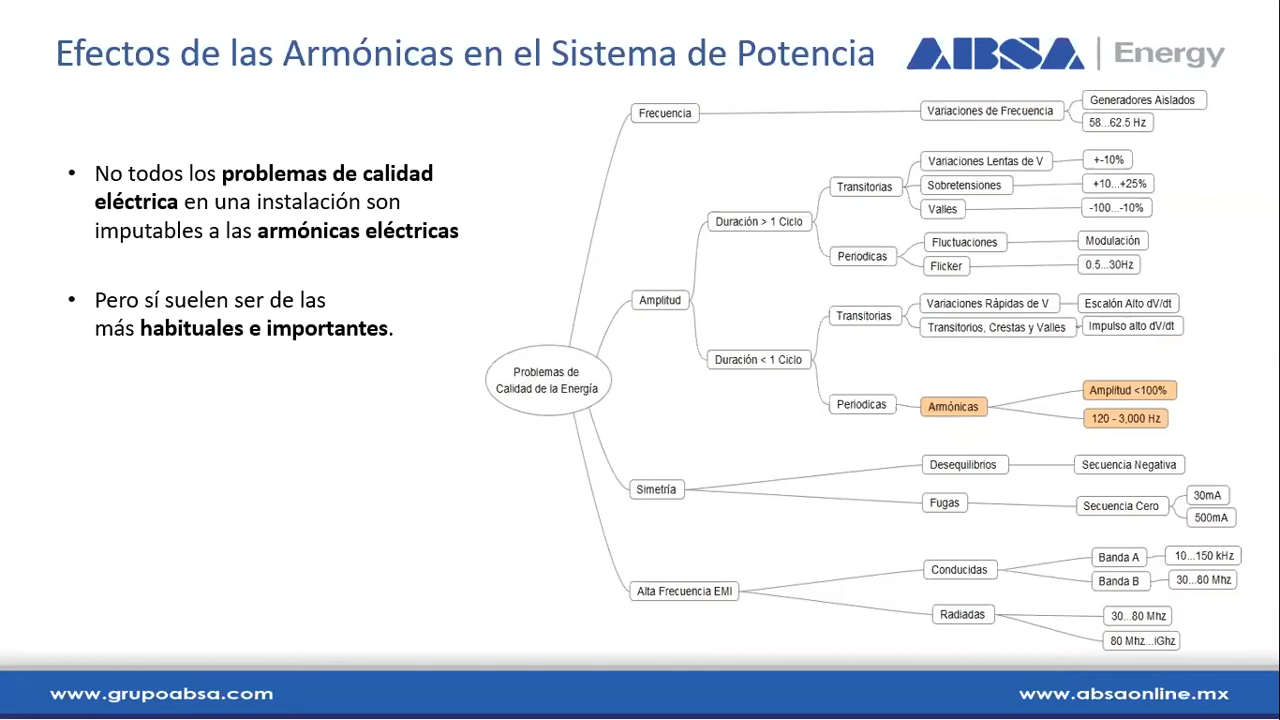 Efectos de las Armónicas en el Sistema de Potencia
ABSA | Energy
• No todos los problemas de calidad
eléctrica en una instalación son
imputables a las armónicas eléctricas
• Pero sí suelen ser de las
más habituales e importantes.
Problemas de
Calidad de la Energía
Frecuencia
Variaciones de Frecuencia
Generadores Aislados
58...62.5 Hz
Amplitud
Duración > 1 Ciclo
Transitorias
Variaciones Lentas de V
+-10%
Sobretensiones
+10...+25%
Valles
-100...-10%
Periodicas
Fluctuaciones
Modulación
Flicker
0.5...30Hz
Duración < 1 Ciclo
Transitorias
Variaciones Rápidas de V
Escalón Alto dV/dt
Transitorios, Crestas y Valles
Impulso alto dV/dt
Periodicas
Armónicas
Amplitud <100%
120 - 3,000 Hz
Simetría
Desequilibrios
Secuencia Negativa
Fugas
Secuencia Cero
30mA
500mA
Alta Frecuencia EMI
Conducidas
Banda A
10...150 kHz
Banda B
30...80 Mhz
Radiadas
30...80 Mhz
80 Mhz...iGhz
www.grupoabsa.com
www.absaonline.mx